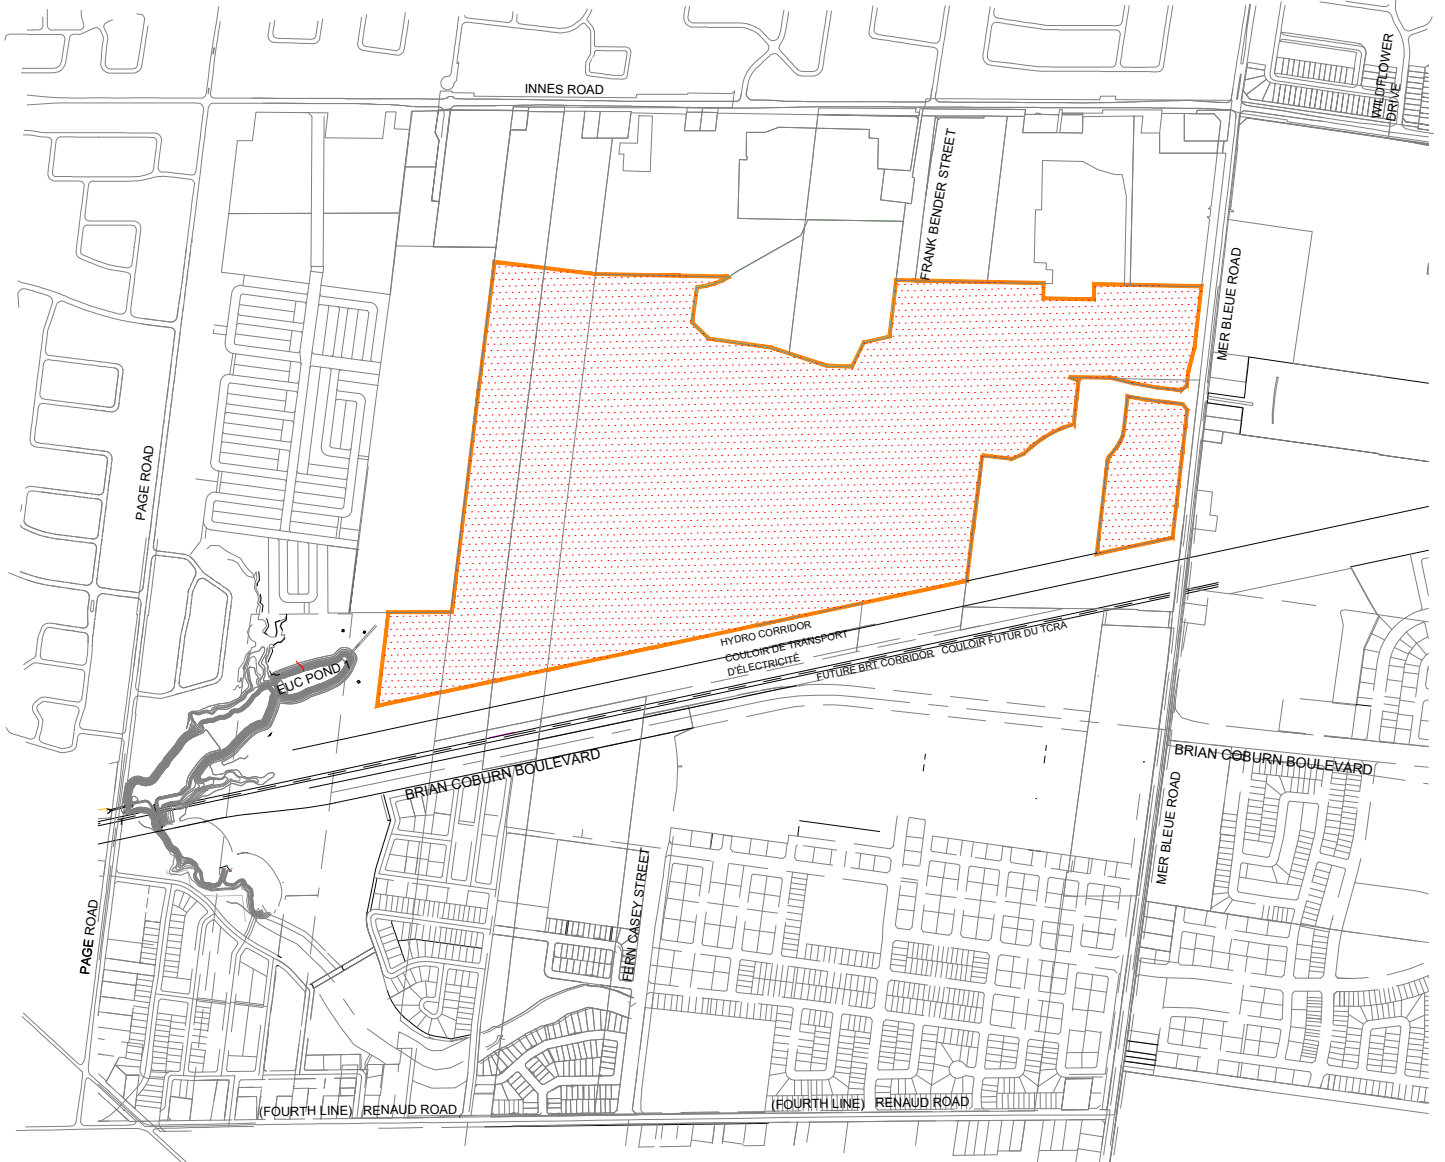 INNES ROAD
WILDFLOWER
DRIVE
FRANK BENDER STREET
MER BLEUE ROAD
PAGE ROAD
HYDRO CORRIDOR
COULOIR DE TRANSPORT
D'ÉLECTRICITÉ
FUTURE BRT CORRIDOR COULOIR FUTUR DU TCRA
EUC POND 1
BRIAN COBURN BOULEVARD
BRIAN COBURN BOULEVARD
MER BLEUE ROAD
FERN CASEY STREET
PAGE ROAD
(FOURTH LINE) RENAUD ROAD
(FOURTH LINE) RENAUD ROAD